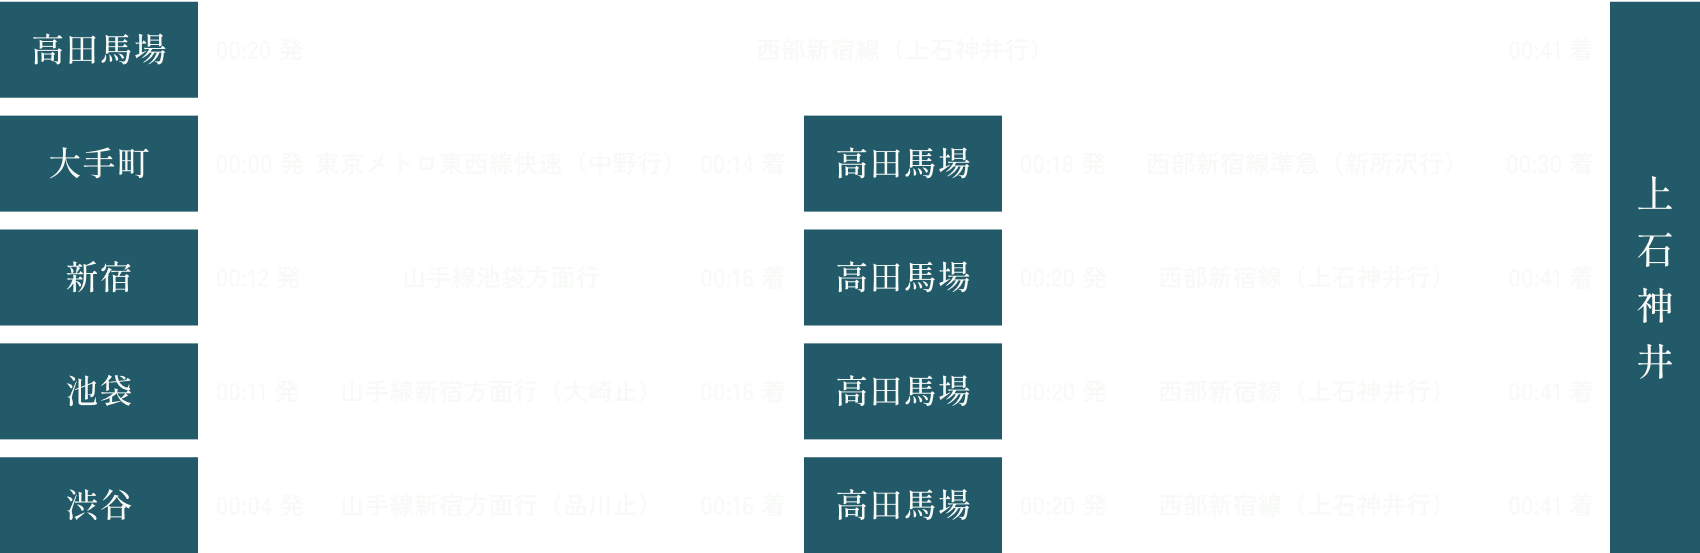 高田馬場 00:20 発 西部新宿線（上石神井行） 00:41 着
大手町 00:00 発 東京メトロ東西線快速（中野行） 00:14 着 高田馬場 00:18 発 西部新宿線準急（新所沢行） 00:30 着
新宿 00:12 発 山手線池袋方面行 00:16 着 高田馬場 00:20 発 西部新宿線（上石神井行） 00:41 着
池袋 00:11 発 山手線新宿方面行（大崎止） 00:16 着 高田馬場 00:20 発 西部新宿線（上石神井行） 00:41 着
渋谷 00:04 発 山手線新宿方面行（品川止） 00:16 着 高田馬場 00:20 発 西部新宿線（上石神井行） 00:41 着
上石神井